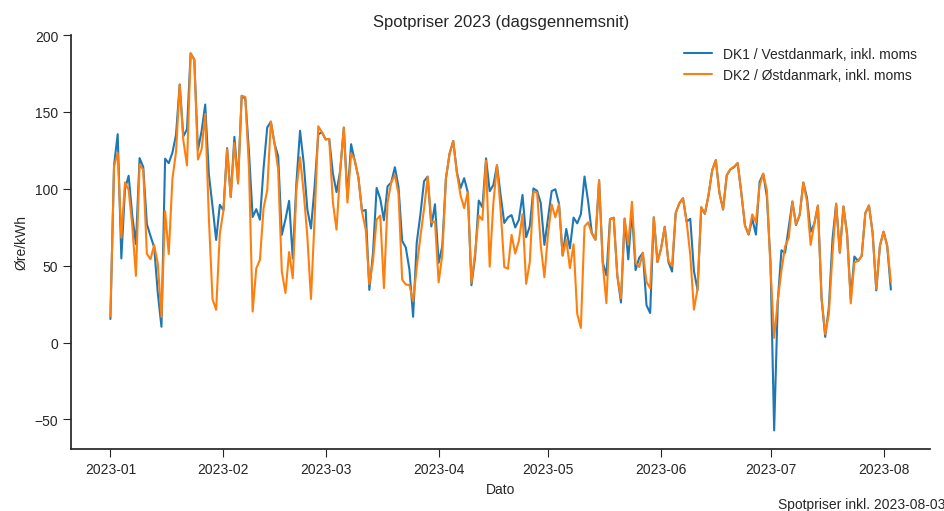 Spotpriser 2023 (dagsgennemsnit)
DK1 / Vestdanmark, inkl. moms
DK2 / Østdanmark, inkl. moms
Øre/kWh
200
150
100
50
0
−50
2023-01
2023-02
2023-03
2023-04
2023-05
2023-06
2023-07
2023-08
Dato
Spotpriser inkl. 2023-08-03